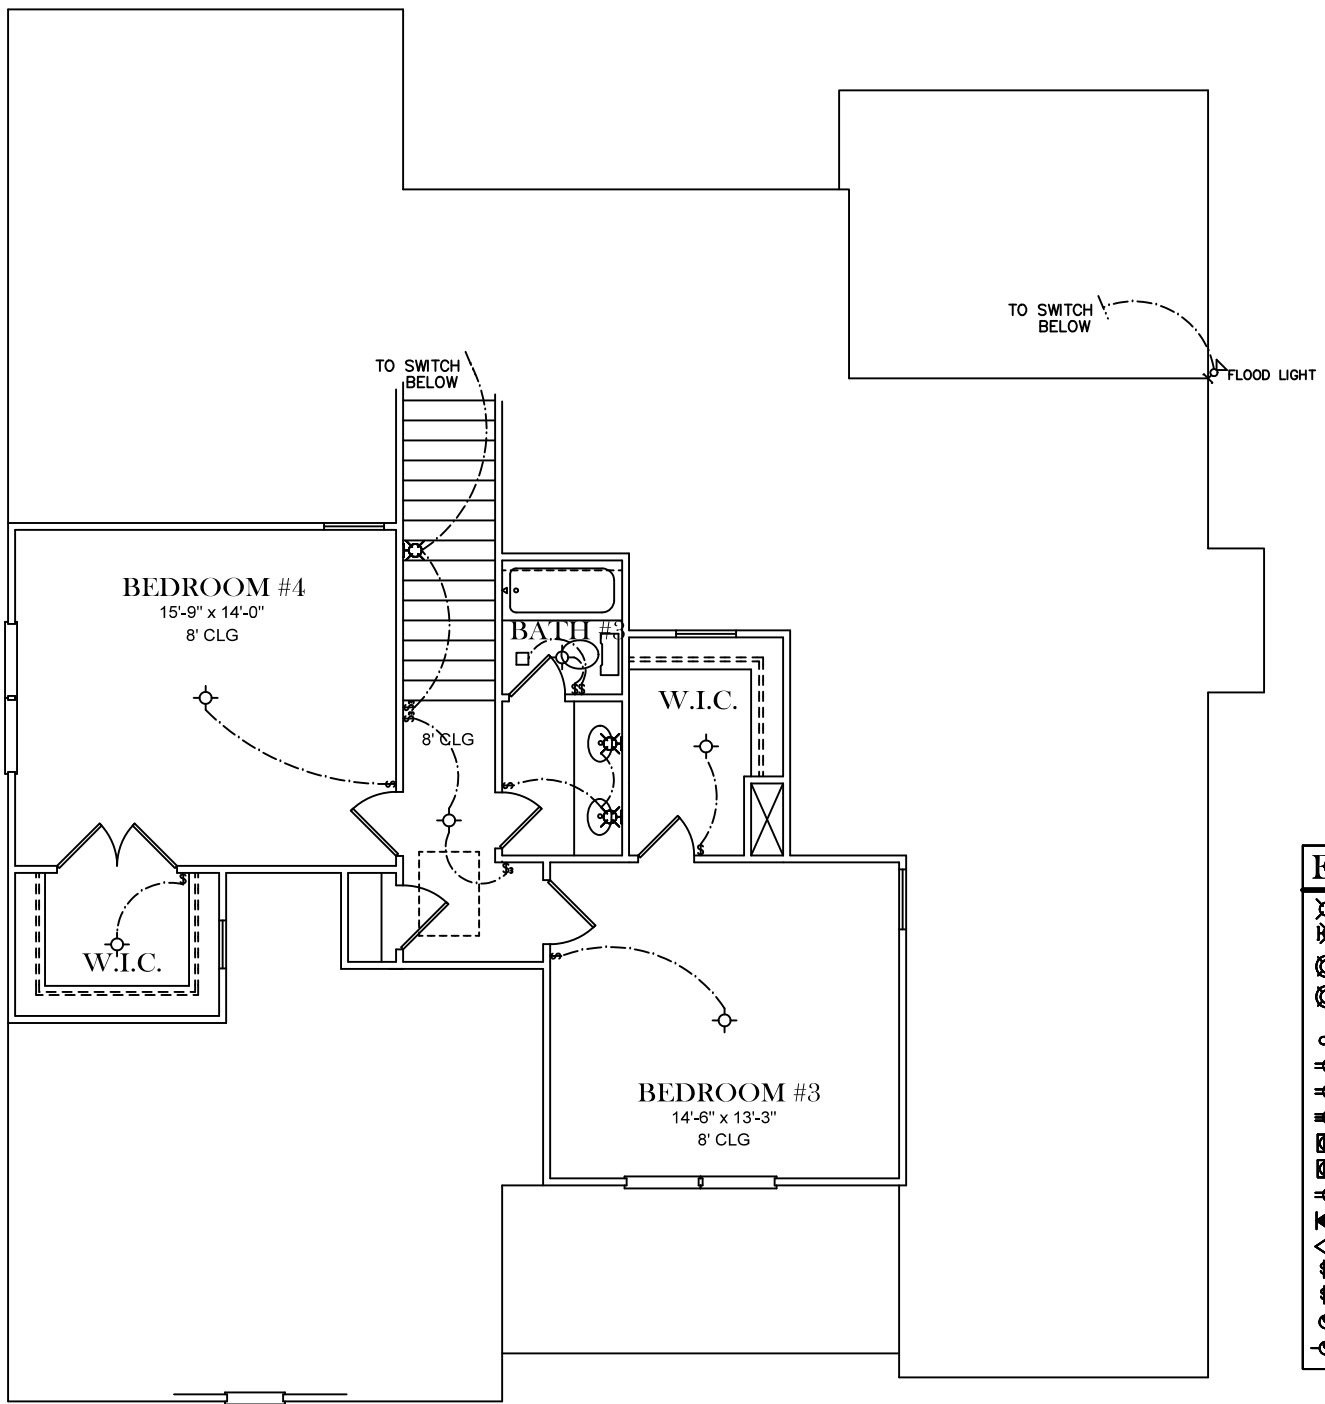 TO SWITCH
BELOW
FLOOD LIGHT
TO SWITCH
BELOW
BEDROOM #4
15'-9" x 14'-0"
8' CLG
BATH #3
W.I.C.
8' CLG
W.I.C.
BEDROOM #3
14'-6" x 13'-3"
8' CLG